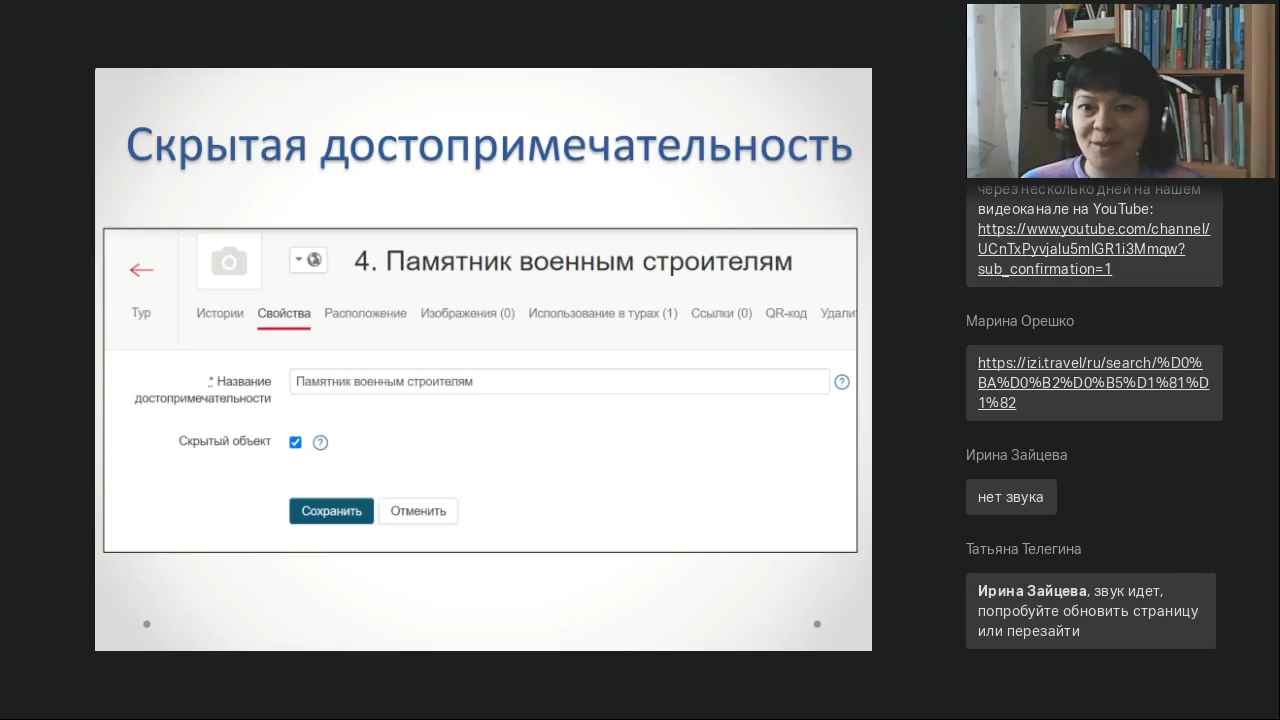 Скрытая достопримечательность
4. Памятник военным строителям
Тур
Истории Свойства Расположение Изображения (0) Использование в турах (1) Ссылки (0) QR-код Удали
* Название
достопримечательности
Памятник военным строителям
?
Скрытый объект
?
Сохранить
Отменить
через несколько дней на нашем
видеоканале на YouTube:
https://www.youtube.com/channel/
UCnTxPyvjalu5mlGR1i3Mmqw?
sub_confirmation=1
Марина Орешко
https://izi.travel/ru/search/%D0%
BA%D0%B2%D0%B5%D1%81%D
1%82
Ирина Зайцева
нет звука
Татьяна Телегина
Ирина Зайцева, звук идет,
попробуйте обновить страницу
или перезайти